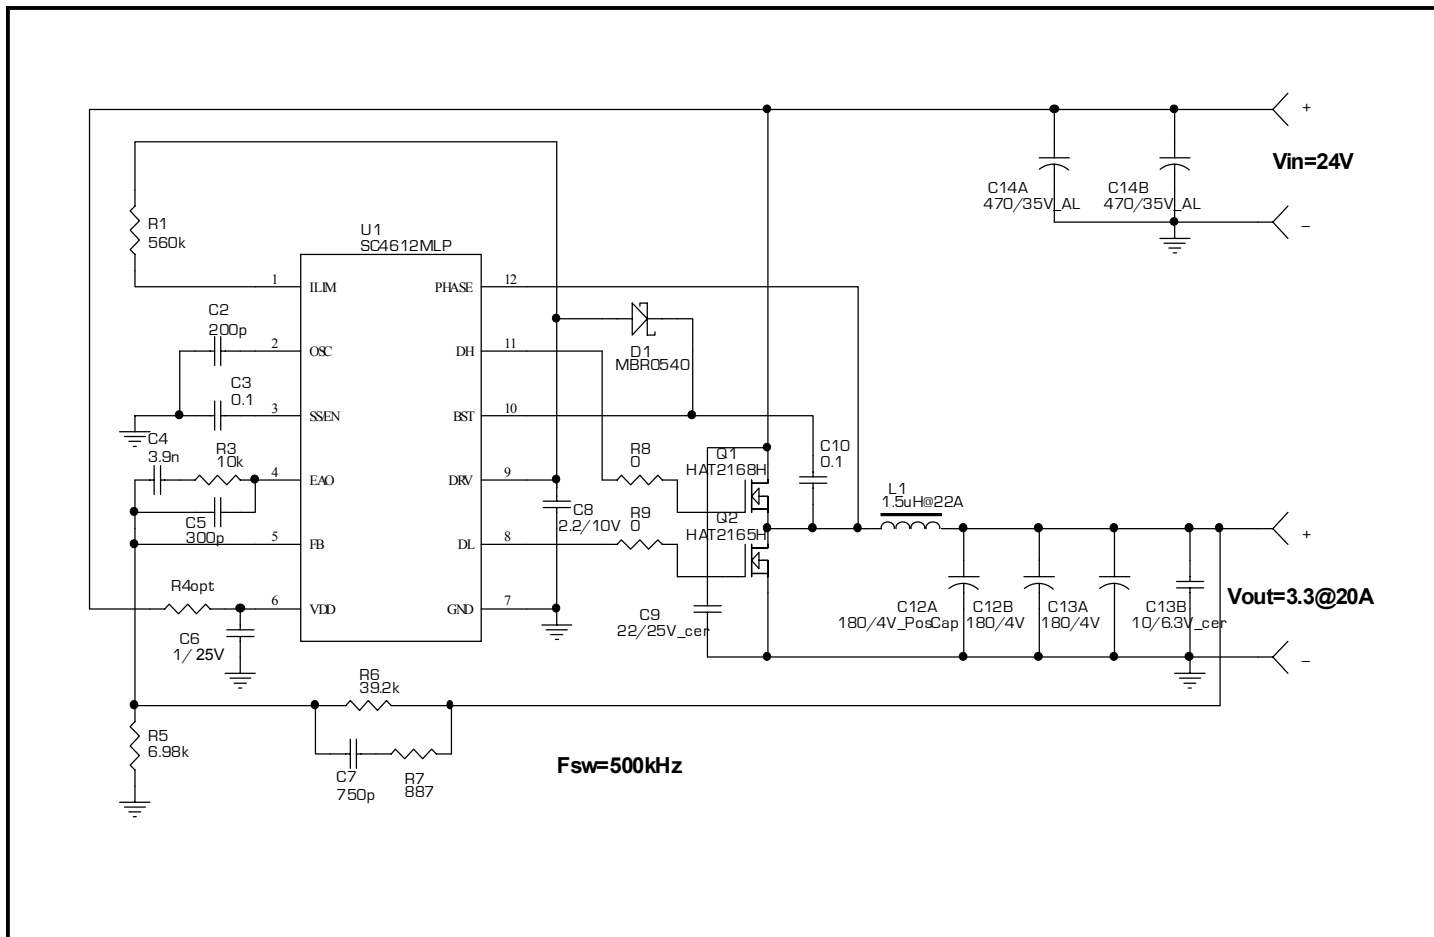 +
Vin=24V
C14A
470/35V_AL
C14B
470/35V_AL
–
R1
560k
U1
SC4612MLP
1
ILIM
PHASE
12
C2
200p
2
OSC
DH
11
D1
MBR0540
C3
0.1
3
SS/EN
BST
10
C4
3.9n
R3
10k
4
EAO
DRV
9
R8
0
Q1
HAT2168H
C10
0.1
C8
2.2/10V
L1
1.5uH@22A
C5
300p
5
FB
DL
8
R9
0
Q2
HAT2165H
+
R4opt
6
VDD
GND
7
C9
22/25V_cer
C12A
180/4V_PosCap
C12B
180/4V
C13A
180/4V
C13B
10/6.3V_cer
Vout=3.3@20A
C6
1/25V
–
R6
39.2k
R5
6.98k
C7
750p
R7
887
Fsw=500kHz